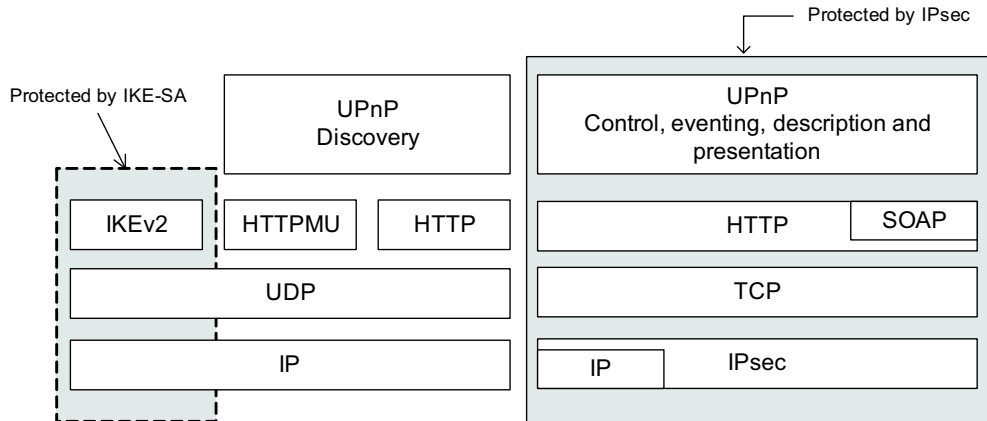 Protected by IPsec
Protected by IKE-SA
UPnP
Discovery
UPnP
Control, eventing, description and
presentation
IKEv2
HTTPMU
HTTP
HTTP
SOAP
UDP
TCP
IP
IP
IPsec